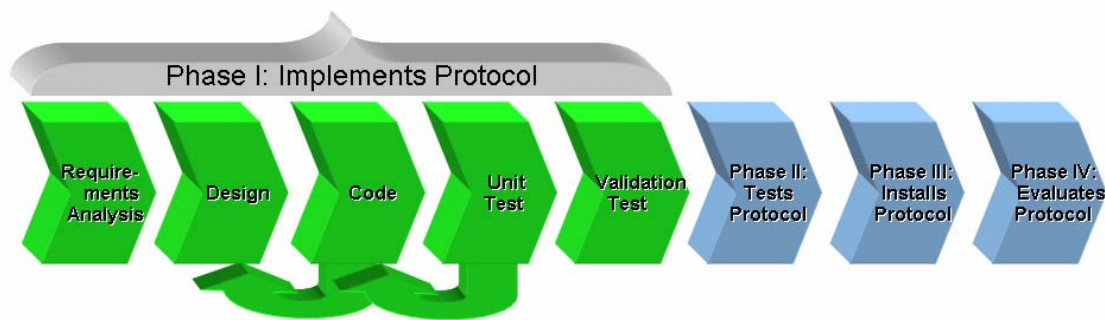 Phase I: Implements Protocol
Require-
ments
Analysis
Design
Code
Unit
Test
Validation
Test
Phase II:
Tests
Protocol
Phase III:
Installs
Protocol
Phase IV:
Evaluates
Protocol